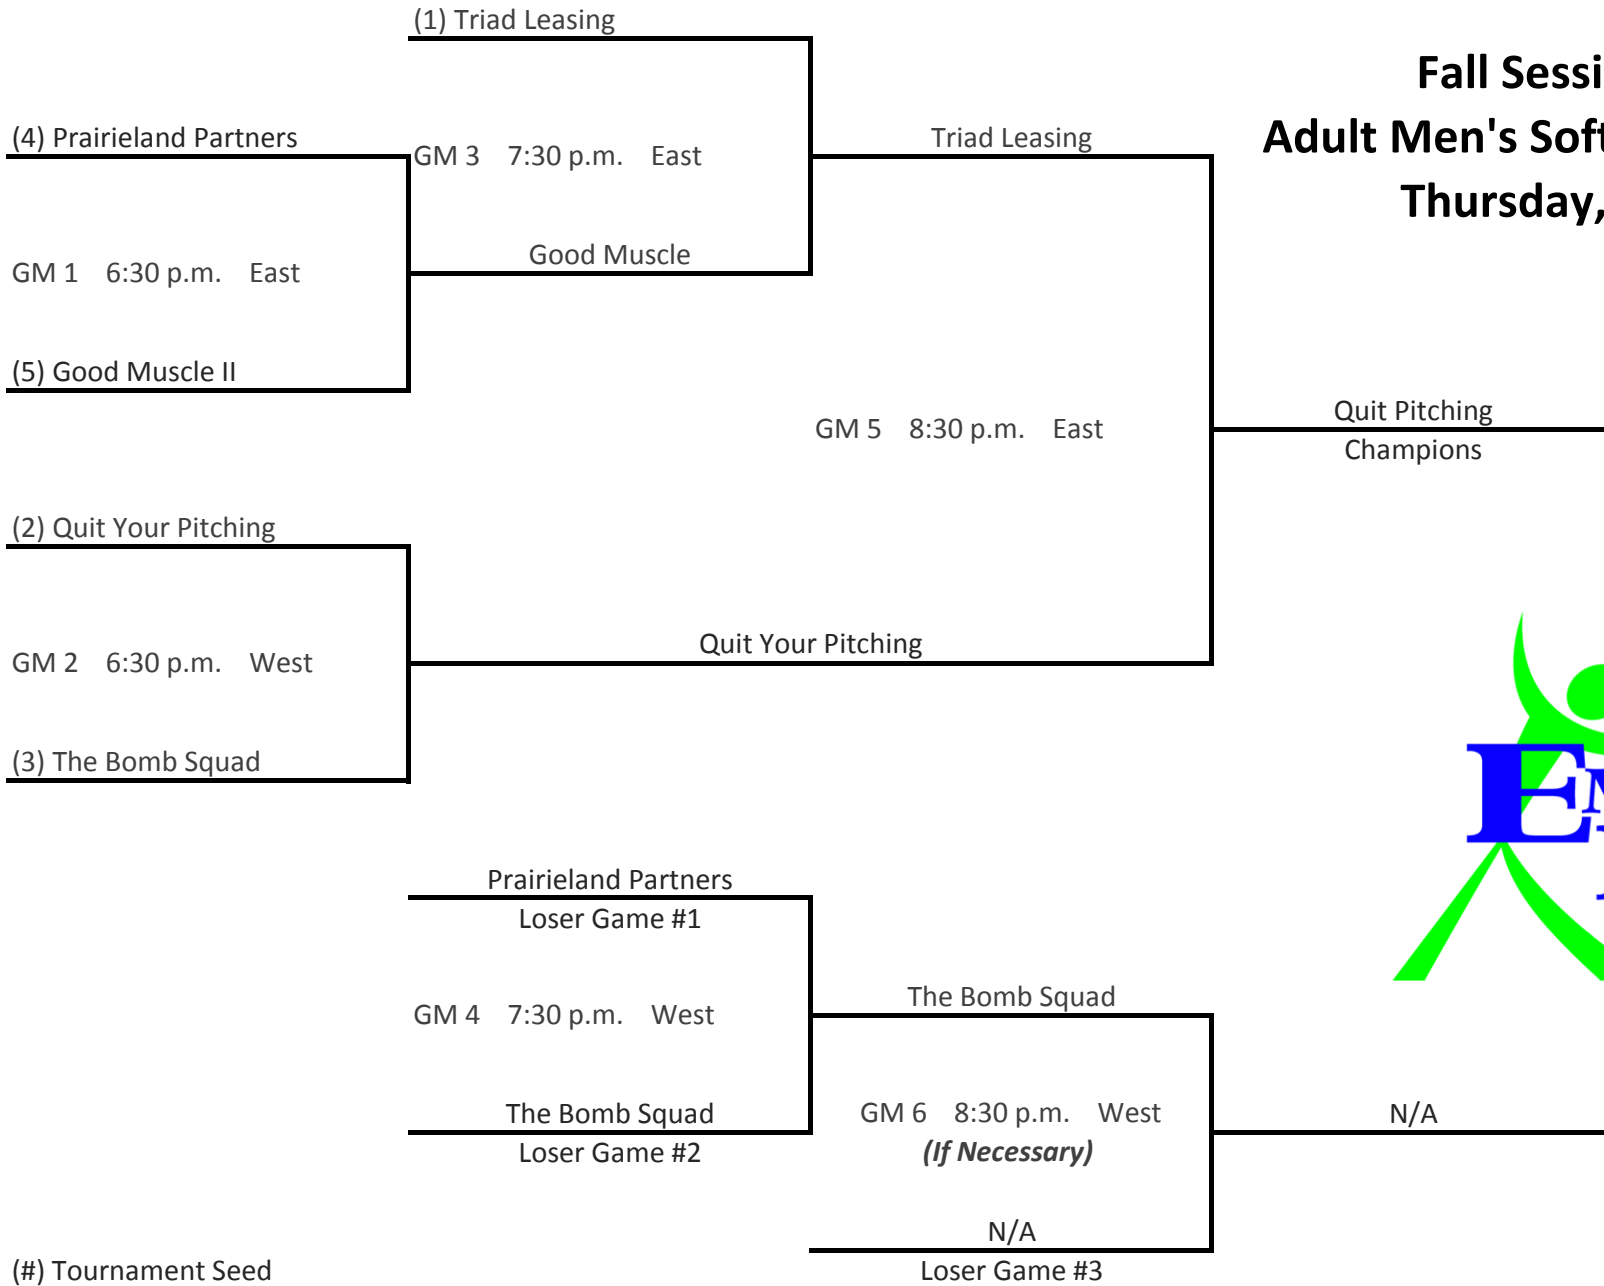 (1) Triad Leasing
Fall Sessi
Adult Men's Soft
Thursday,
(4) Prairieland Partners
GM 3 7:30 p.m. East
Triad Leasing
Good Muscle
GM 1 6:30 p.m. East
(5) Good Muscle II
GM 5 8:30 p.m. East
Quit Pitching
Champions
(2) Quit Your Pitching
GM 2 6:30 p.m. West
Quit Your Pitching
(3) The Bomb Squad
E
Prairieland Partners
Loser Game #1
GM 4 7:30 p.m. West
The Bomb Squad
The Bomb Squad
Loser Game #2
GM 6 8:30 p.m. West
(If Necessary)
N/A
N/A
Loser Game #3
(#) Tournament Seed